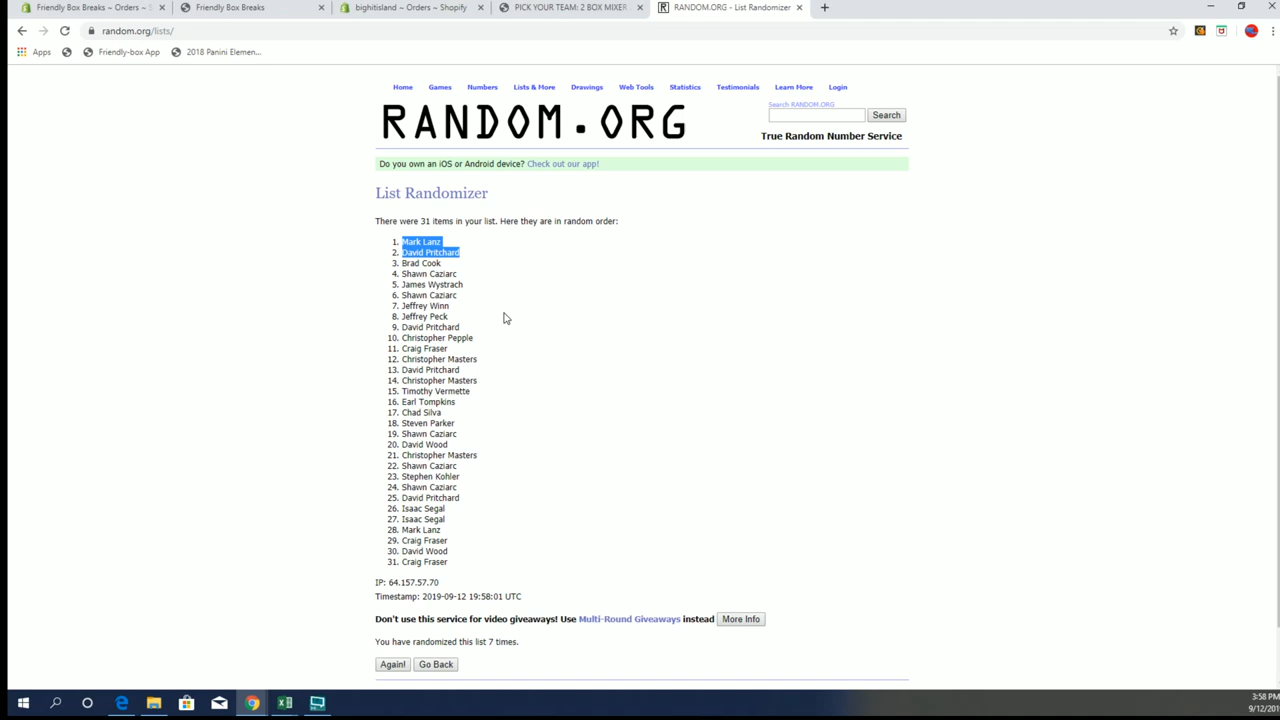 Friendly Box Breaks ~ Orders ~ S
Friendly Box Breaks
bighitisland ~ Orders ~ Shopify
PICK YOUR TEAM: 2 BOX MIXER
RANDOM.ORG - List Randomizer
random.org/lists/
Apps
Friendly-box App
2018 Panini Elemen...
Home Games Numbers Lists & More Drawings Web Tools Statistics Testimonials Learn More Login
RANDOM.ORG
Search RANDOM.ORG
Search
True Random Number Service
Do you own an iOS or Android device? Check out our app!
List Randomizer
There were 31 items in your list. Here they are in random order:
1. Mark Lanz
2. David Pritchard
3. Brad Cook
4. Shawn Caziarc
5. James Wystrach
6. Shawn Caziarc
7. Jeffrey Winn
8. Jeffrey Peck
9. David Pritchard
10. Christopher Pepple
11. Craig Fraser
12. Christopher Masters
13. David Pritchard
14. Christopher Masters
15. Timothy Vermette
16. Earl Tompkins
17. Chad Silva
18. Steven Parker
19. Shawn Caziarc
20. David Wood
21. Christopher Masters
22. Shawn Caziarc
23. Stephen Kohler
24. Shawn Caziarc
25. David Pritchard
26. Isaac Segal
27. Isaac Segal
28. Mark Lanz
29. Craig Fraser
30. David Wood
31. Craig Fraser
IP: 64.157.57.70
Timestamp: 2019-09-12 19:58:01 UTC
Don't use this service for video giveaways! Use Multi-Round Giveaways instead More Info
You have randomized this list 7 times.
Again! Go Back
3:58 PM
9/12/201